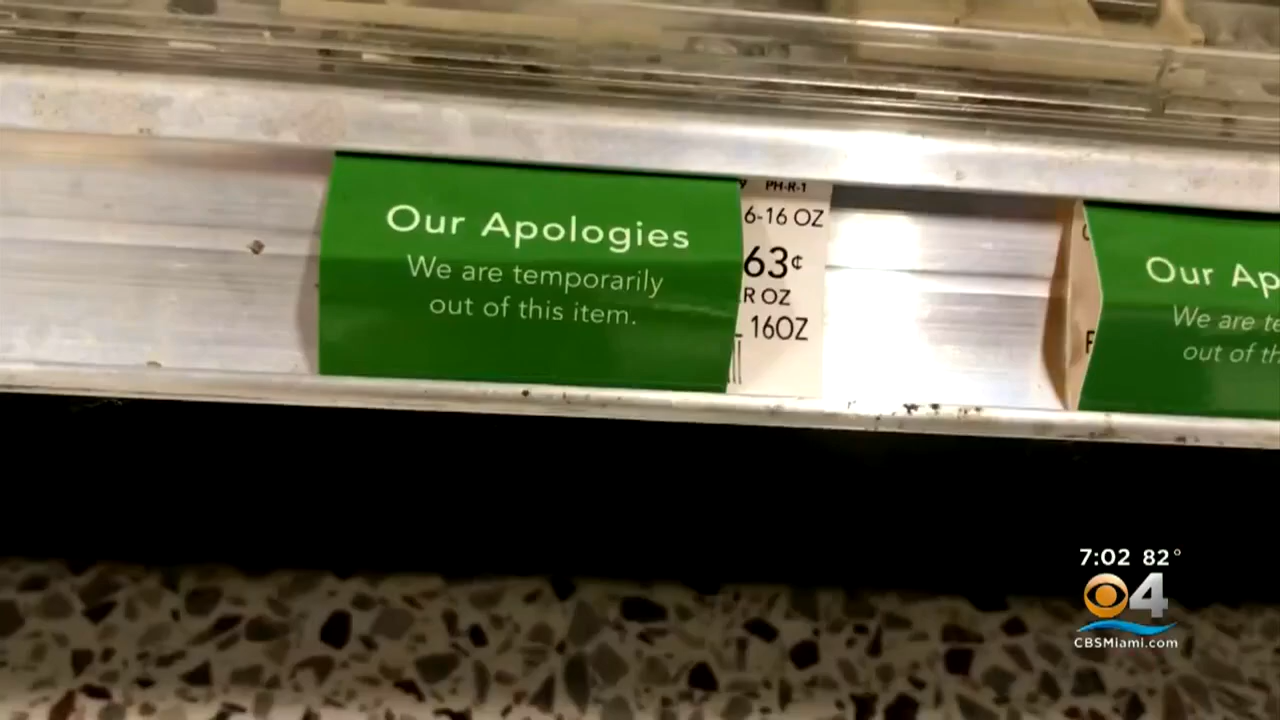 Our Apologies
We are temporarily
out of this item.
PH-R-1
6-16 OZ
63¢
R OZ
16OZ
Our Ap
We are te
out of th
7:02 82°
4
CBSMiami.com